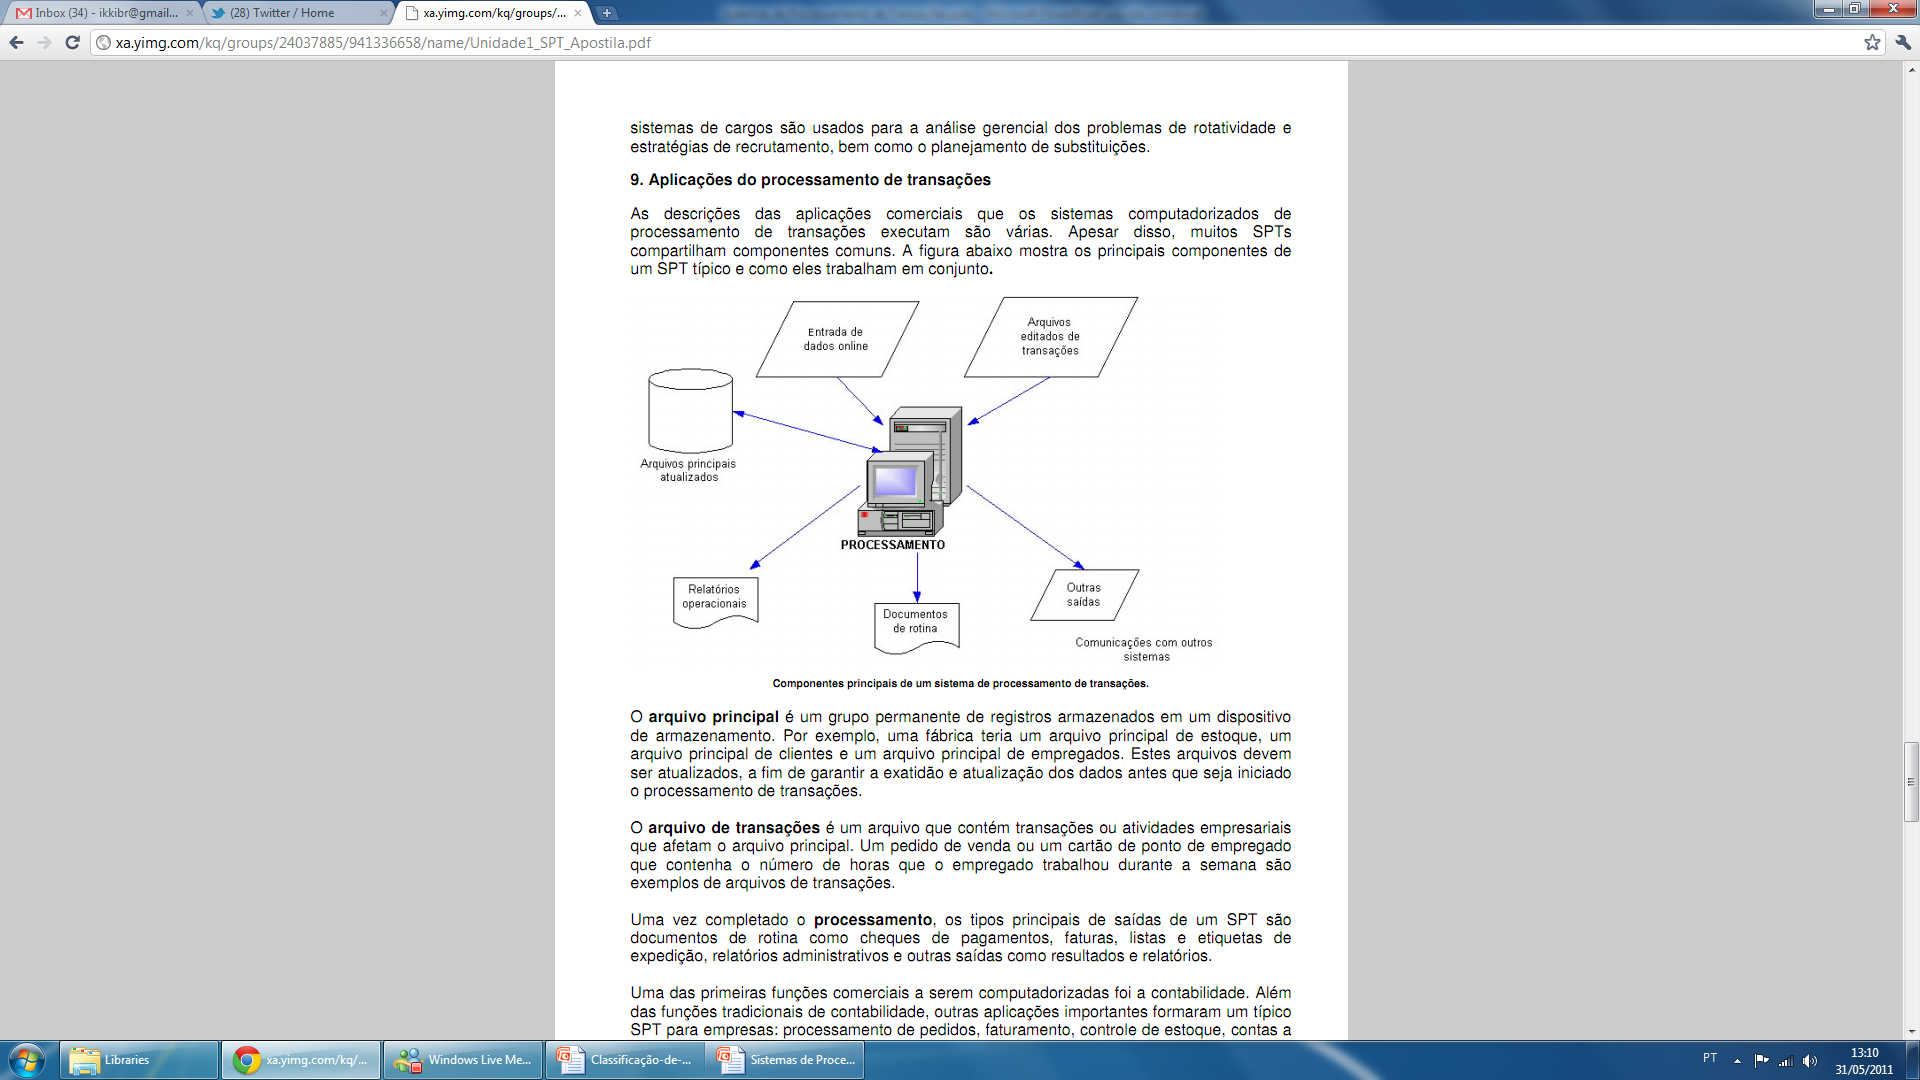 Inbox (34) - ikkibr@gmail...
(28) Twitter / Home
xa.yimg.com/kq/groups/...
xa.yimg.com/kq/groups/24037885/941336658/name/Unidade1_SPT_Apostila.pdf
sistemas de cargos são usados para a análise gerencial dos problemas de rotatividade e
estratégias de recrutamento, bem como o planejamento de substituições.
9. Aplicações do processamento de transações
As descrições das aplicações comerciais que os sistemas computadorizados de
processamento de transações executam são várias. Apesar disso, muitos SPTs
compartilham componentes comuns. A figura abaixo mostra os principais componentes de
um SPT típico e como eles trabalham em conjunto.
Entrada de
dados online
Arquivos
editados de
transações
Arquivos principais
atualizados
PROCESSAMENTO
Relatórios
operacionais
Documentos
de rotina
Outras
saídas
Comunicações com outros
sistemas
Componentes principais de um sistema de processamento de transações.
O arquivo principal é um grupo permanente de registros armazenados em um dispositivo
de armazenamento. Por exemplo, uma fábrica teria um arquivo principal de estoque, um
arquivo principal de clientes e um arquivo principal de empregados. Estes arquivos devem
ser atualizados, a fim de garantir a exatidão e atualização dos dados antes que seja iniciado
o processamento de transações.
O arquivo de transações é um arquivo que contém transações ou atividades empresariais
que afetam o arquivo principal. Um pedido de venda ou um cartão de ponto de empregado
que contenha o número de horas que o empregado trabalhou durante a semana são
exemplos de arquivos de transações.
Uma vez completado o processamento, os tipos principais de saídas de um SPT são
documentos de rotina como cheques de pagamentos, faturas, listas e etiquetas de
expedição, relatórios administrativos e outras saídas como resultados e relatórios.
Uma das primeiras funções comerciais a serem computadorizadas foi a contabilidade. Além
das funções tradicionais de contabilidade, outras aplicações importantes formaram um típico
SPT para empresas: processamento de pedidos, faturamento, controle de estoque, contas a
Libraries
xa.yimg.com/kq/...
Windows Live Me...
Classificação-de-...
Sistemas de Proce...
PT
13:10
31/05/2011